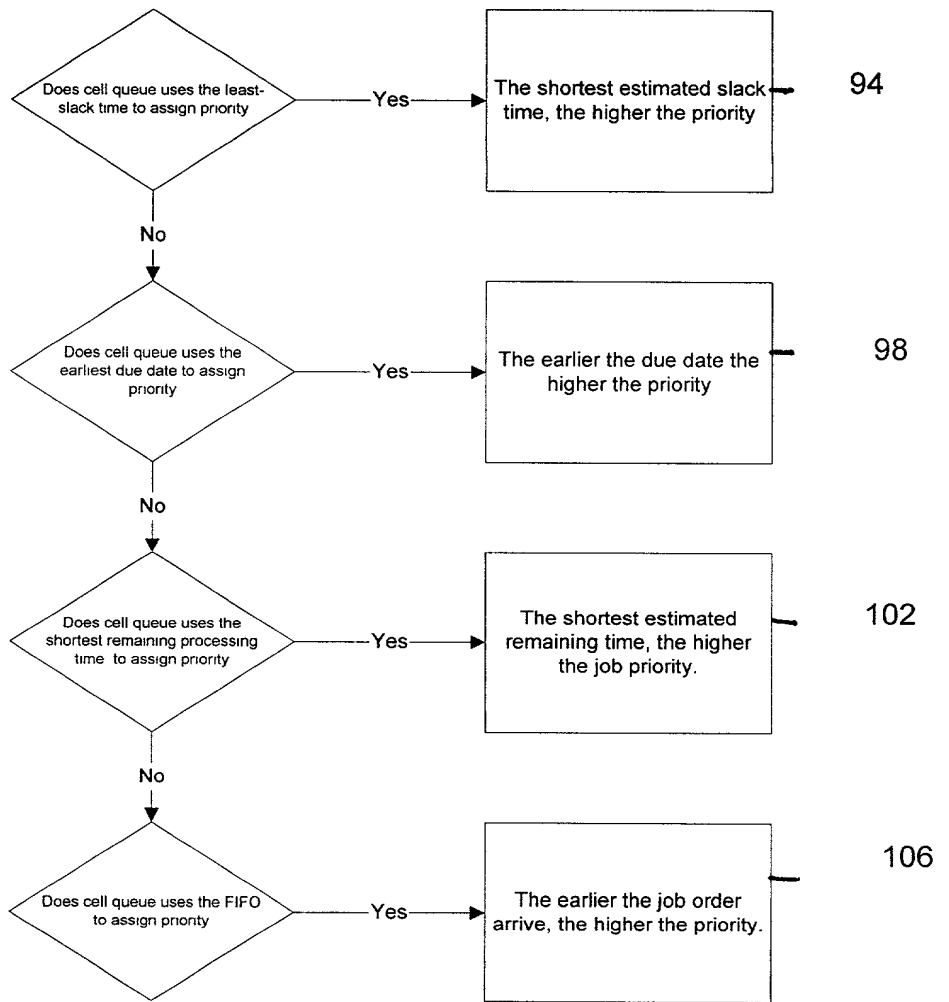 Does cell queue uses the least-
slack time to assign priority
Yes
The shortest estimated slack
time, the higher the priority
94
No
Does cell queue uses the
earliest due date to assign
priority
Yes
The earlier the due date the
higher the priority
98
No
Does cell queue uses the
shortest remaining processing
time to assign priority
Yes
The shortest estimated
remaining time, the higher
the job priority.
102
No
Does cell queue uses the FIFO
to assign priority
Yes
The earlier the job order
arrive, the higher the priority.
106